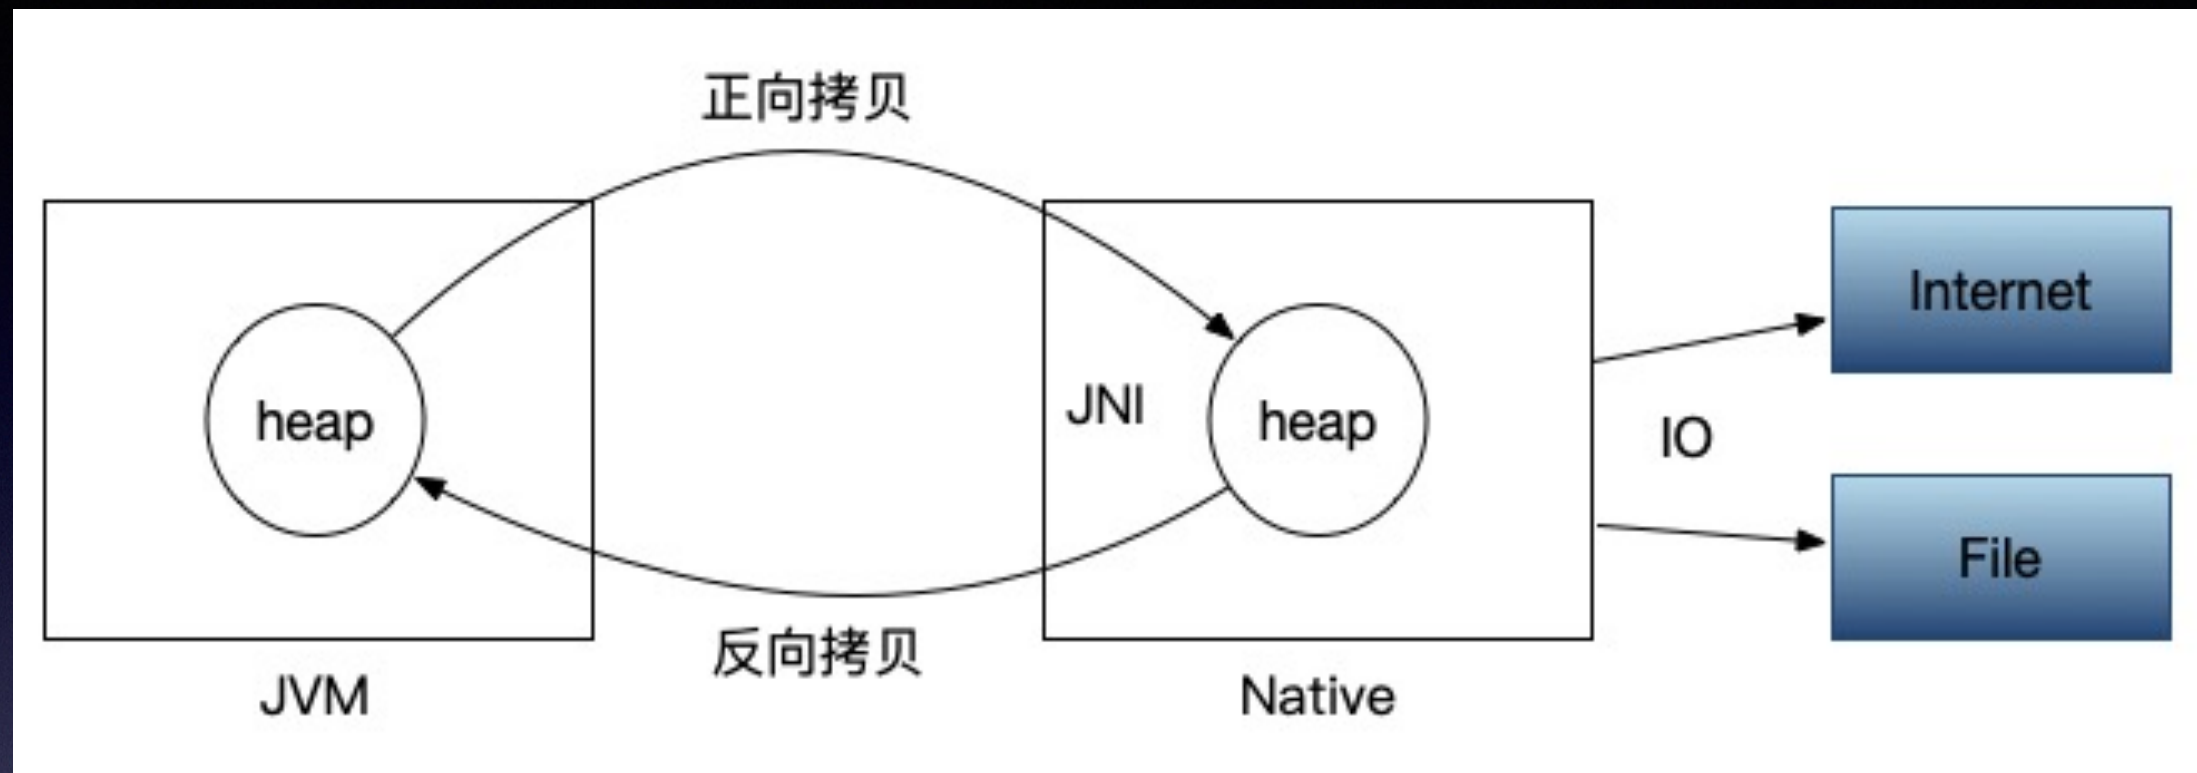 正向拷贝
Internet
JNI
heap
heap
IO
File
反向拷贝
JVM
Native